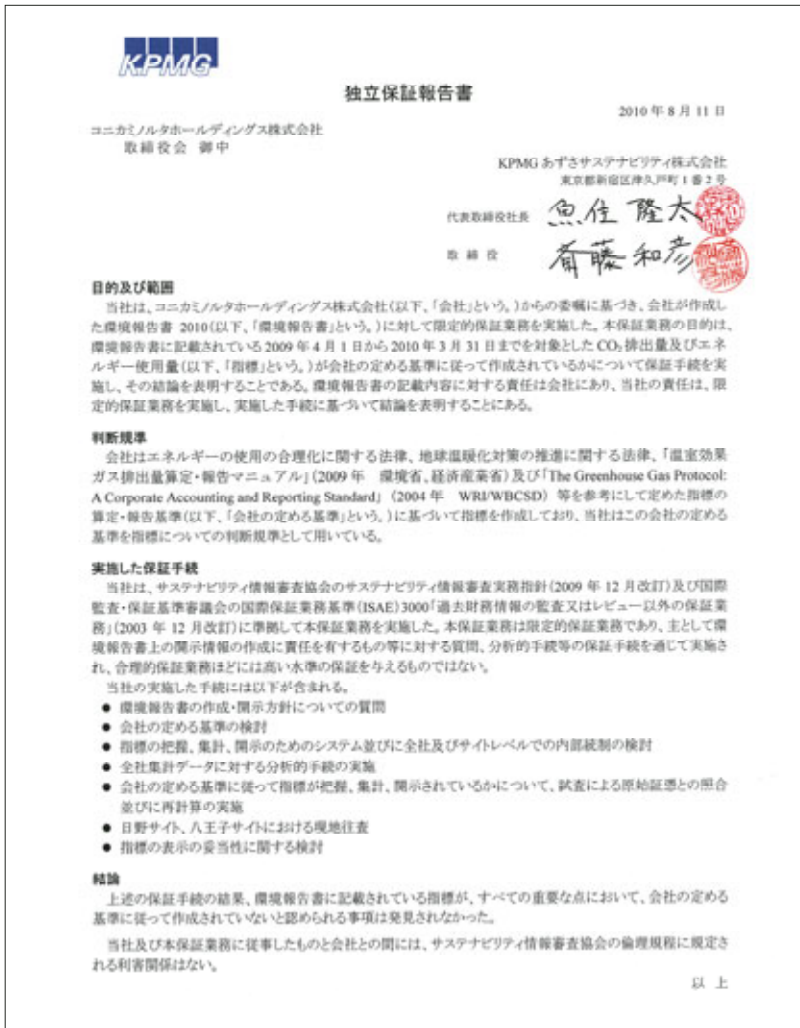 KPMG
独立保証報告書
2010 年 8 月 11 日
コニカミノルタホールディングス株式会社
取締役会 御中
KPMG あずさサステナビリティ株式会社
東京都新宿区津久戸町 1 番 2 号
代表取締役社長 魚住 隆太
取 締 役 斎藤 和彦
目的及び範囲
当社は、コニカミノルタホールディングス株式会社(以下、「会社」という。)からの委嘱に基づき、会社が作成し
た環境報告書 2010(以下、「環境報告書」という。)に対して限定的保証業務を実施した。本保証業務の目的は、
環境報告書に記載されている 2009 年 4 月 1 日から 2010 年 3 月 31 日までを対象とした CO₂ 排出量及びエネ
ルギー使用量(以下、「指標」という。)が会社の定める基準に従って作成されているかについて保証手続を実
施し、その結論を表明することである。環境報告書の記載内容に対する責任は会社にあり、当社の責任は、限
定的保証業務を実施し、実施した手続に基づいて結論を表明することにある。
判断規準
会社はエネルギーの使用の合理化に関する法律、地球温暖化対策の推進に関する法律、「温室効果
ガス排出量算定・報告マニュアル」(2009 年 環境省、経済産業省)及び「The Greenhouse Gas Protocol:
A Corporate Accounting and Reporting Standard」(2004 年 WRI/WBCSD) 等を参考にして定めた指標の
算定・報告基準(以下、「会社の定める基準」という。)に基づいて指標を作成しており、当社はこの会社の定める
基準を指標についての判断規準として用いている。
実施した保証手続
当社は、サステナビリティ情報審査協会のサステナビリティ情報審査実務指針(2009 年 12 月改訂)及び国際
監査・保証基準審議会の国際保証業務基準(ISAE)3000「過去財務情報の監査又はレビュー以外の保証業
務」(2003 年 12 月改訂)に準拠して本保証業務を実施した。本保証業務は限定的保証業務であり、主として環
境報告書上の開示情報の作成に責任を有するもの等に対する質問、分析的手続等の保証手続を通じて実施さ
れ、合理的保証業務ほどには高い水準の保証を与えるものではない。
当社の実施した手続には以下が含まれる。
● 環境報告書の作成・開示方針についての質問
● 会社の定める基準の検討
● 指標の把握、集計、開示のためのシステム並びに全社及びサイトレベルでの内部統制の検討
● 全社集計データに対する分析的手続の実施
● 会社の定める基準に従って指標が把握、集計、開示されているかについて、試査による原始証憑との照合
並びに再計算の実施
● 日野サイト、八王子サイトにおける現地往査
● 指標の表示の妥当性に関する検討
結論
上述の保証手続の結果、環境報告書に記載されている指標が、すべての重要な点において、会社の定める
基準に従って作成されていないと認められる事項は発見されなかった。
当社及び本保証業務に従事したものと会社との間には、サステナビリティ情報審査協会の倫理規程に規定さ
れる利害関係はない。
以 上